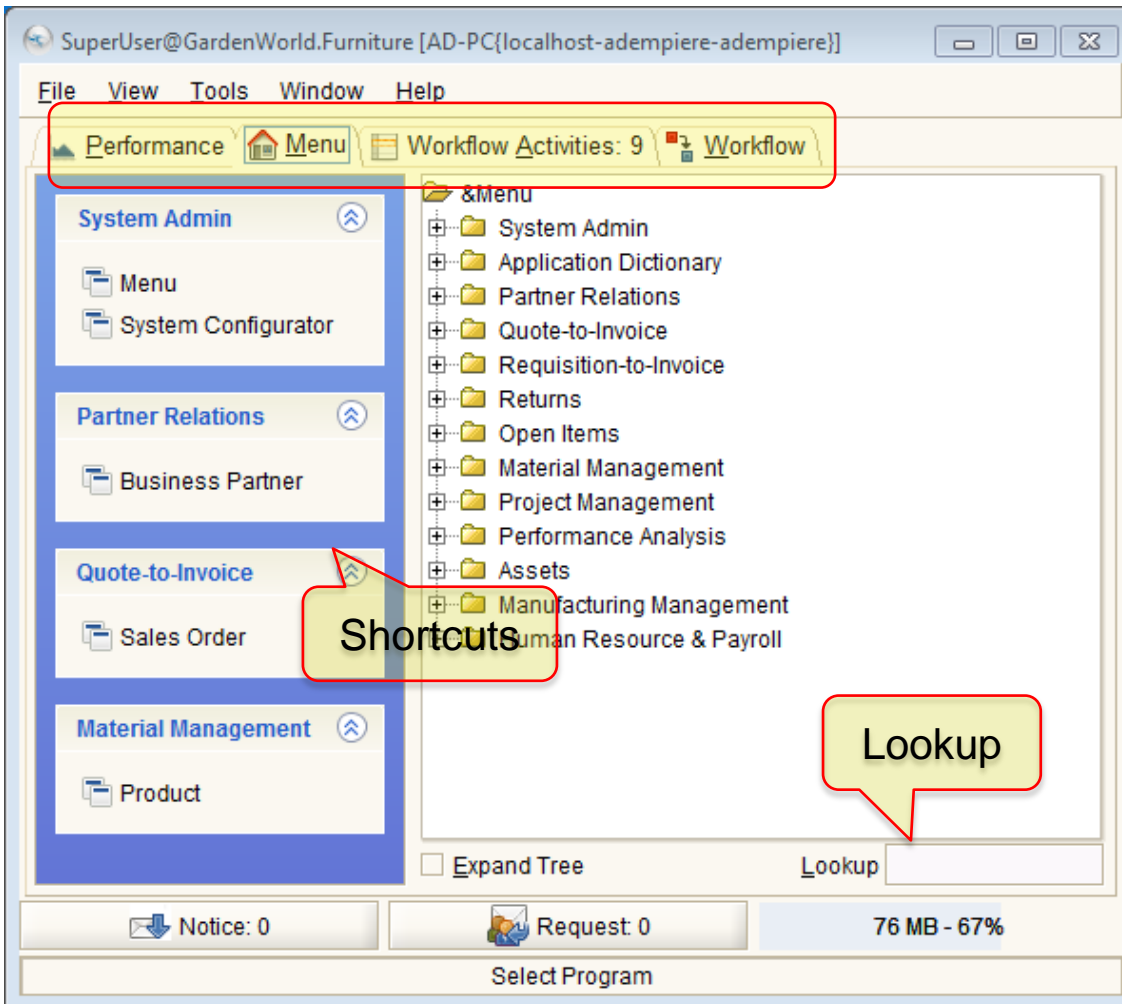 SuperUser@GardenWorld.Furniture [AD-PC{localhost-adempiere-adempiere}]
File View Tools Window Help
Performance Menu Workflow Activities: 9 Workflow
System Admin
Menu
System Configurator
Partner Relations
Business Partner
Quote-to-Invoice
Sales Order
Material Management
Product
&Menu
System Admin
Application Dictionary
Partner Relations
Quote-to-Invoice
Requisition-to-Invoice
Returns
Open Items
Material Management
Project Management
Performance Analysis
Assets
Manufacturing Management
Human Resource & Payroll
Shortcuts
Lookup
Expand Tree Lookup
Notice: 0 Request: 0 76 MB - 67%
Select Program